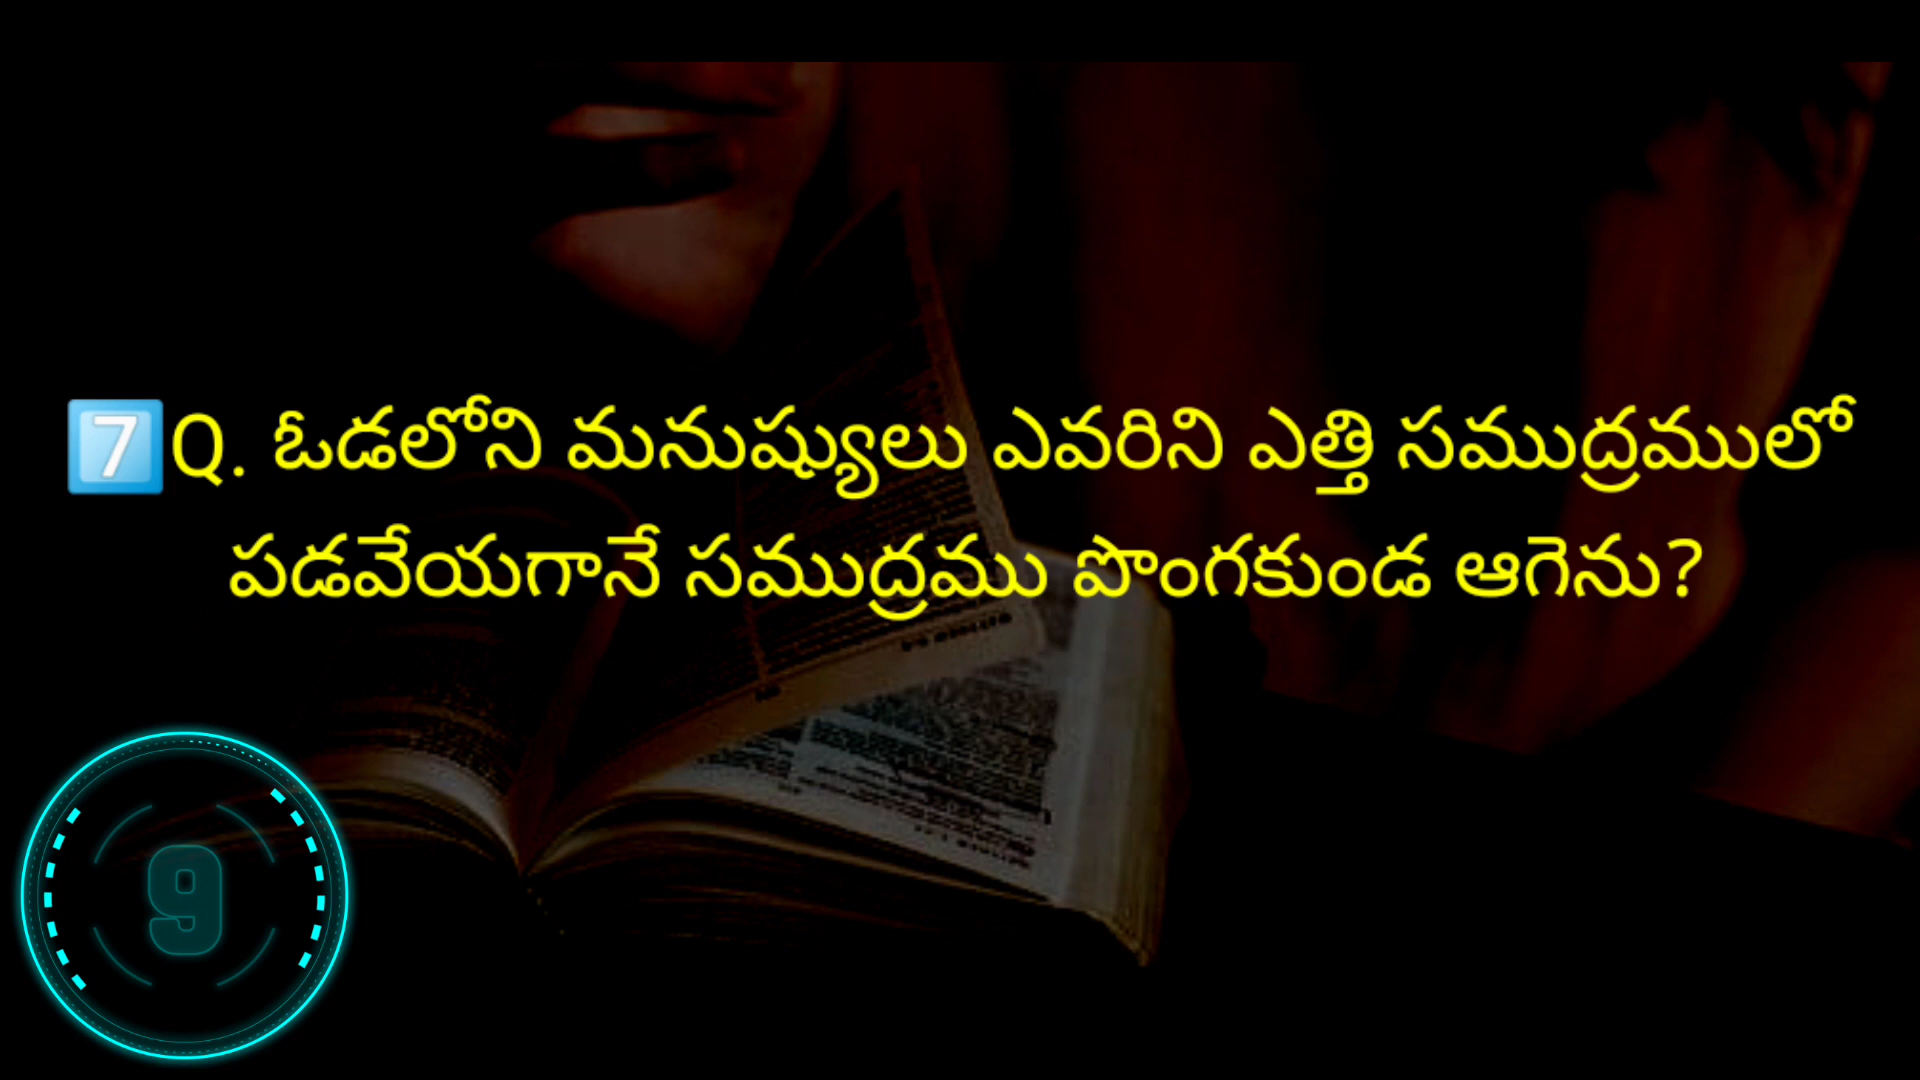 7️⃣Q. ఓడలోని మనుష్యులు ఎవరిని ఎత్తి సముద్రములో
పడవేయగానే సముద్రము పొంగకుండ ఆగెను?
9